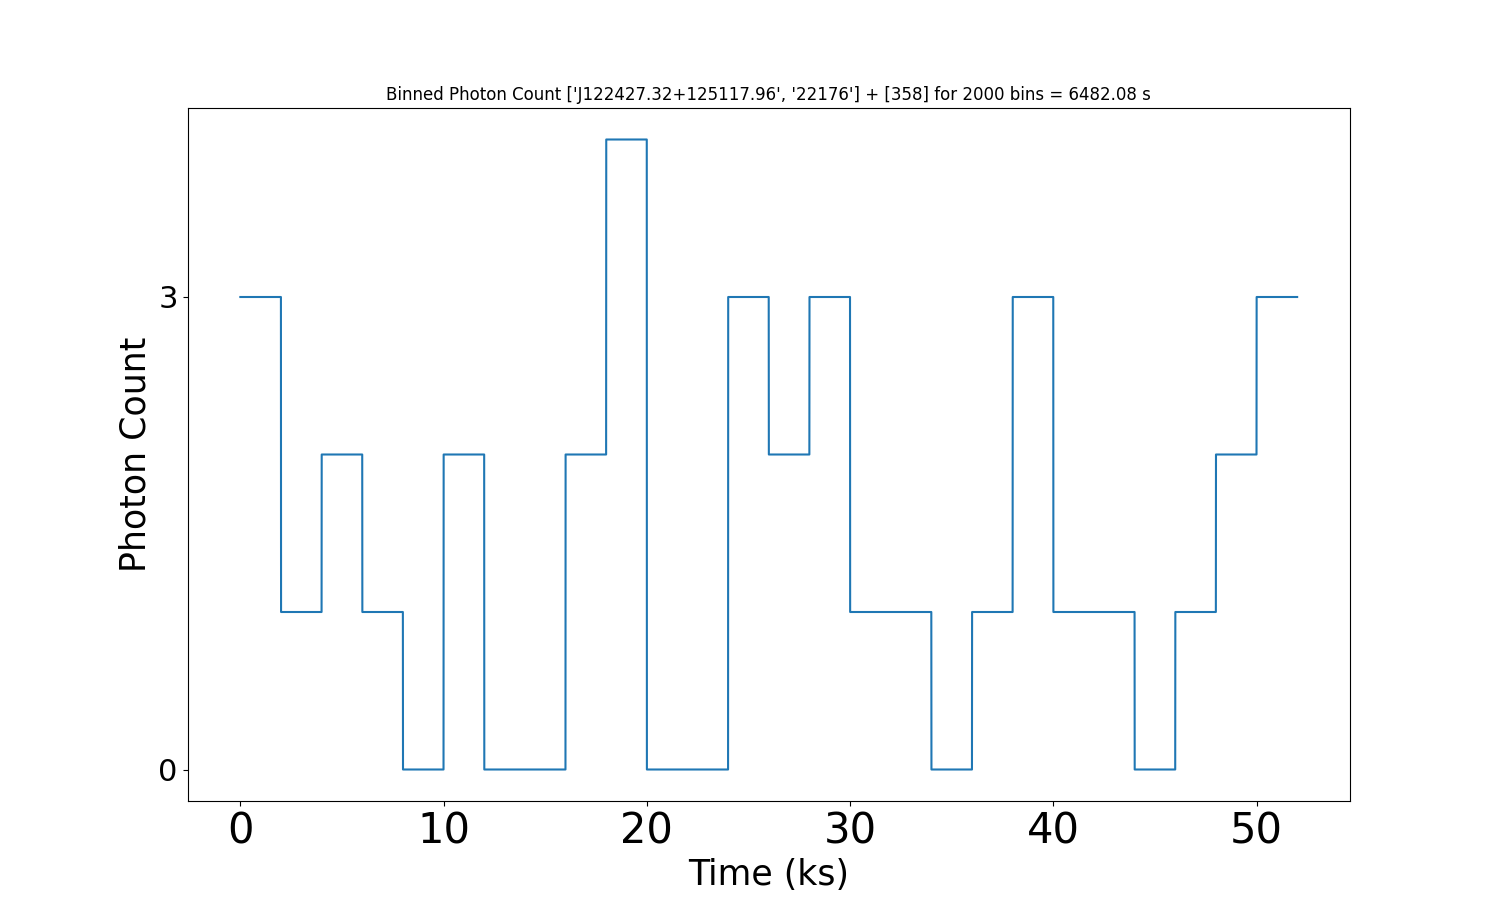 Binned Photon Count ['J122427.32+125117.96', '22176'] + [358] for 2000 bins = 6482.08 s
3
0
Photon Count
0 10 20 30 40 50
Time (ks)